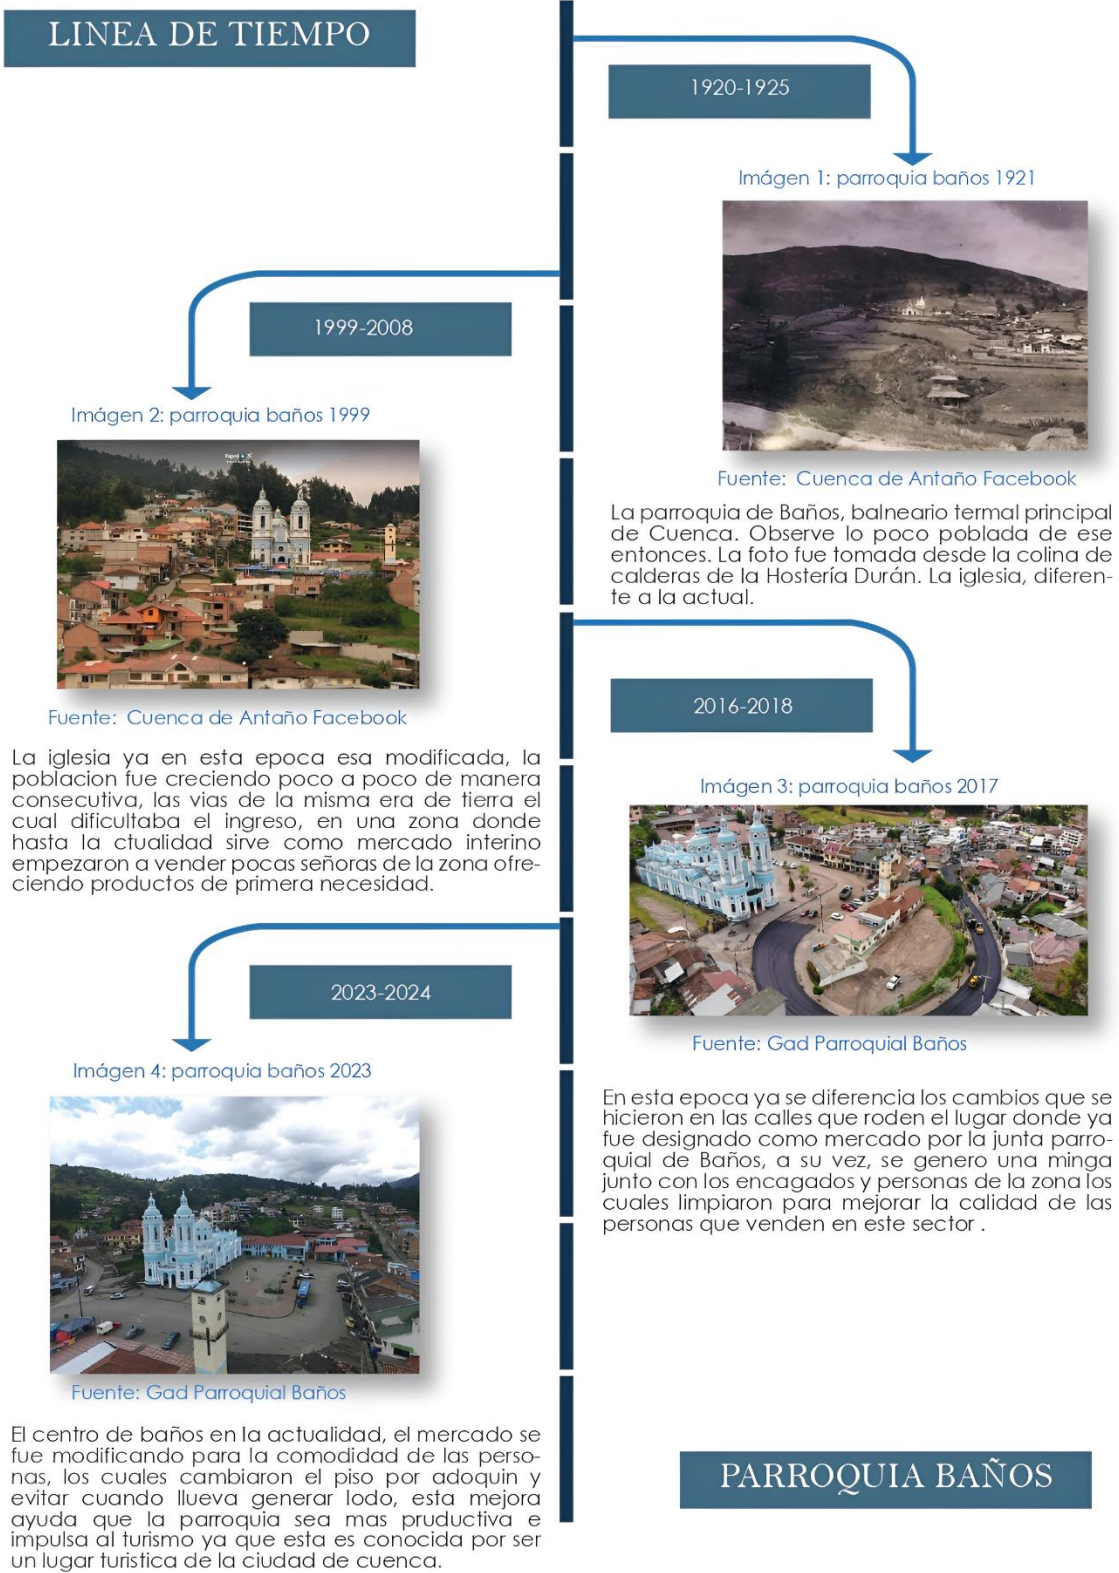 LINEA DE TIEMPO
1920-1925
Imágen 1: parroquia baños 1921
Fuente: Cuenca de Antaño Facebook
La parroquia de Baños, balneario termal principal
de Cuenca. Observe lo poco poblada de ese
entonces. La foto fue tomada desde la colina de
calderas de la Hostería Durán. La iglesia, diferen-
te a la actual.
1999-2008
Imágen 2: parroquia baños 1999
Fuente: Cuenca de Antaño Facebook
La iglesia ya en esta epoca esa modificada, la
poblacion fue creciendo poco a poco de manera
consecutiva, las vias de la misma era de tierra el
cual dificultaba el ingreso, en una zona donde
hasta la ctualidad sirve como mercado interino
empezaron a vender pocas señoras de la zona ofre-
ciendo productos de primera necesidad.
2016-2018
Imágen 3: parroquia baños 2017
Fuente: Gad Parroquial Baños
En esta epoca ya se diferencia los cambios que se
hicieron en las calles que roden el lugar donde ya
fue designado como mercado por la junta parro-
quial de Baños, a su vez, se genero una minga
junto con los encagados y personas de la zona los
cuales limpiaron para mejorar la calidad de las
personas que venden en este sector .
2023-2024
Imágen 4: parroquia baños 2023
Fuente: Gad Parroquial Baños
El centro de baños en la actualidad, el mercado se
fue modificando para la comodidad de las perso-
nas, los cuales cambiaron el piso por adoquin y
evitar cuando llueva generar lodo, esta mejora
ayuda que la parroquia sea mas pruductiva e
impulsa al turismo ya que esta es conocida por ser
un lugar turistica de la ciudad de cuenca.
PARROQUIA BAÑOS